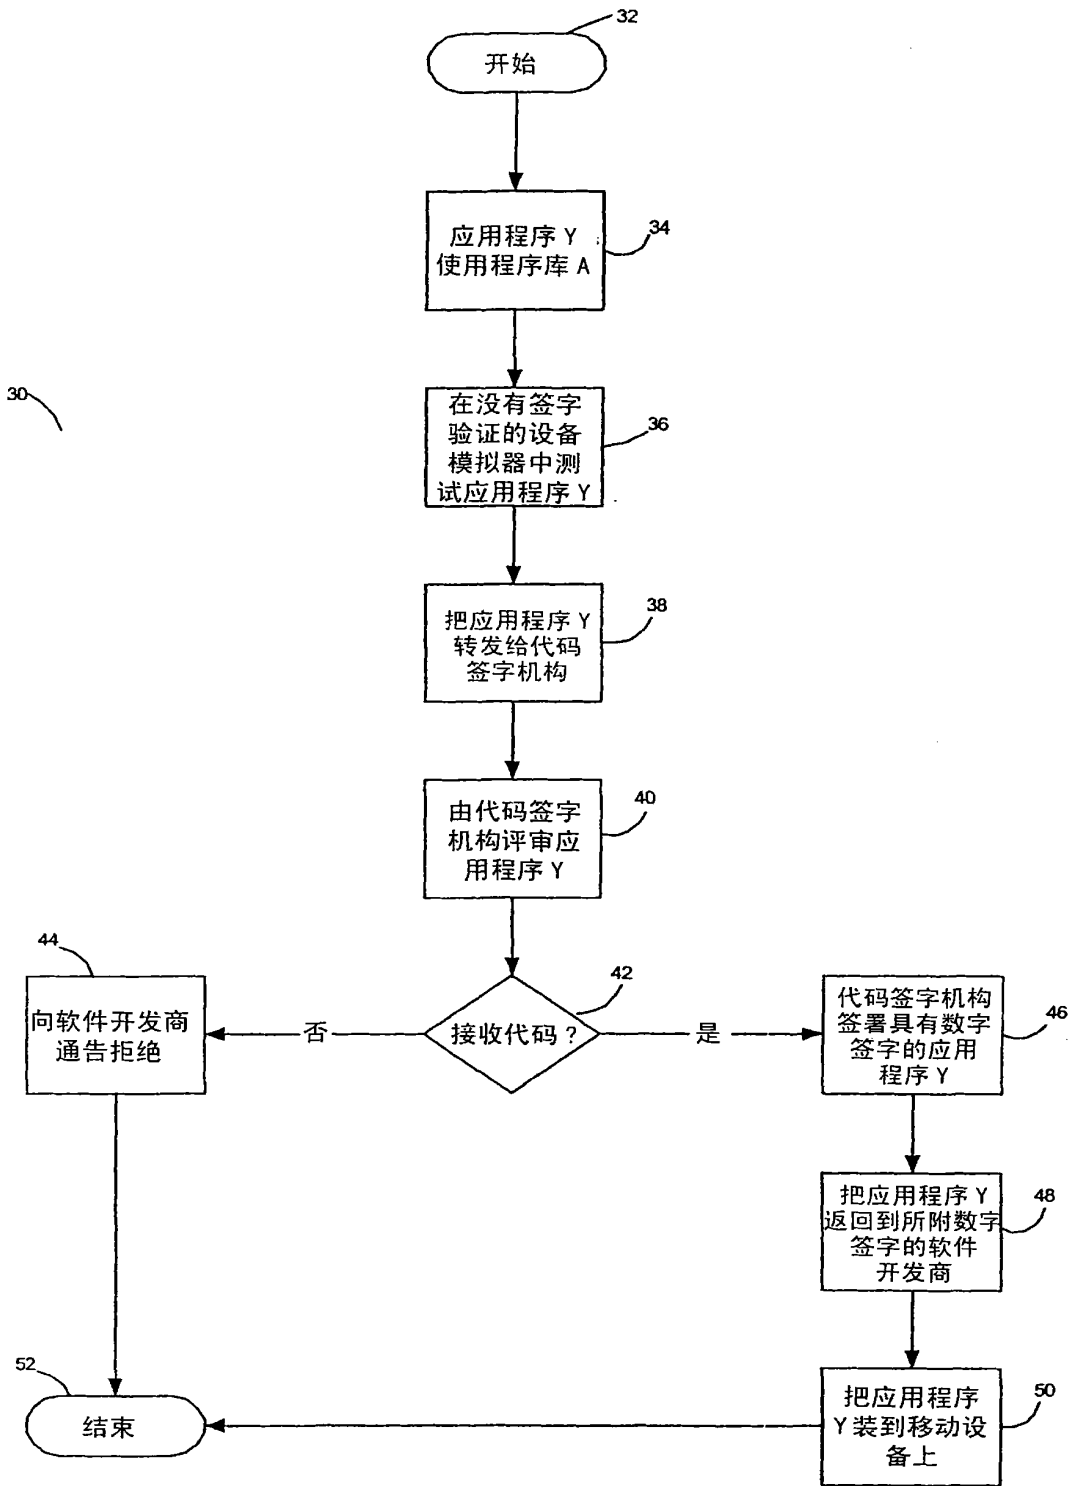 32
开始
应用程序 Y
使用程序库 A
34
30
在没有签字
验证的设备
模拟器中测
试应用程序 Y
36
把应用程序 Y
转发给代码
签字机构
38
由代码签字
机构评审应
用程序 Y
40
44
向软件开发商
通告拒绝
否
接收代码？
42
是
代码签字机构
签署具有数字
签字的应用
程序 Y
46
把应用程序 Y
返回到所附数字
签字的软件
开发商
48
52
结束
把应用程序
Y 装到移动设
备上
50